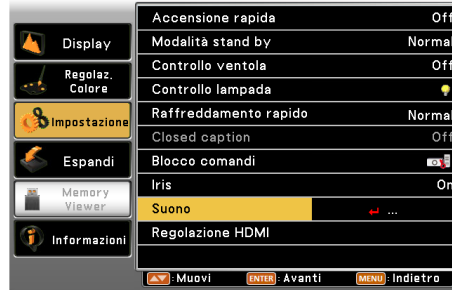 Display
Regolaz.
Colore
Impostazione
Espandi
Memory
Viewer
Informazioni
Accensione rapida Off
Modalità stand by Normal
Controllo ventola Off
Controllo lampada
Raffreddamento rapido Normal
Closed caption Off
Blocco comandi
Iris On
Suono ...
Regolazione HDMI
: Muovi ENTER : Avanti MENU : Indietro